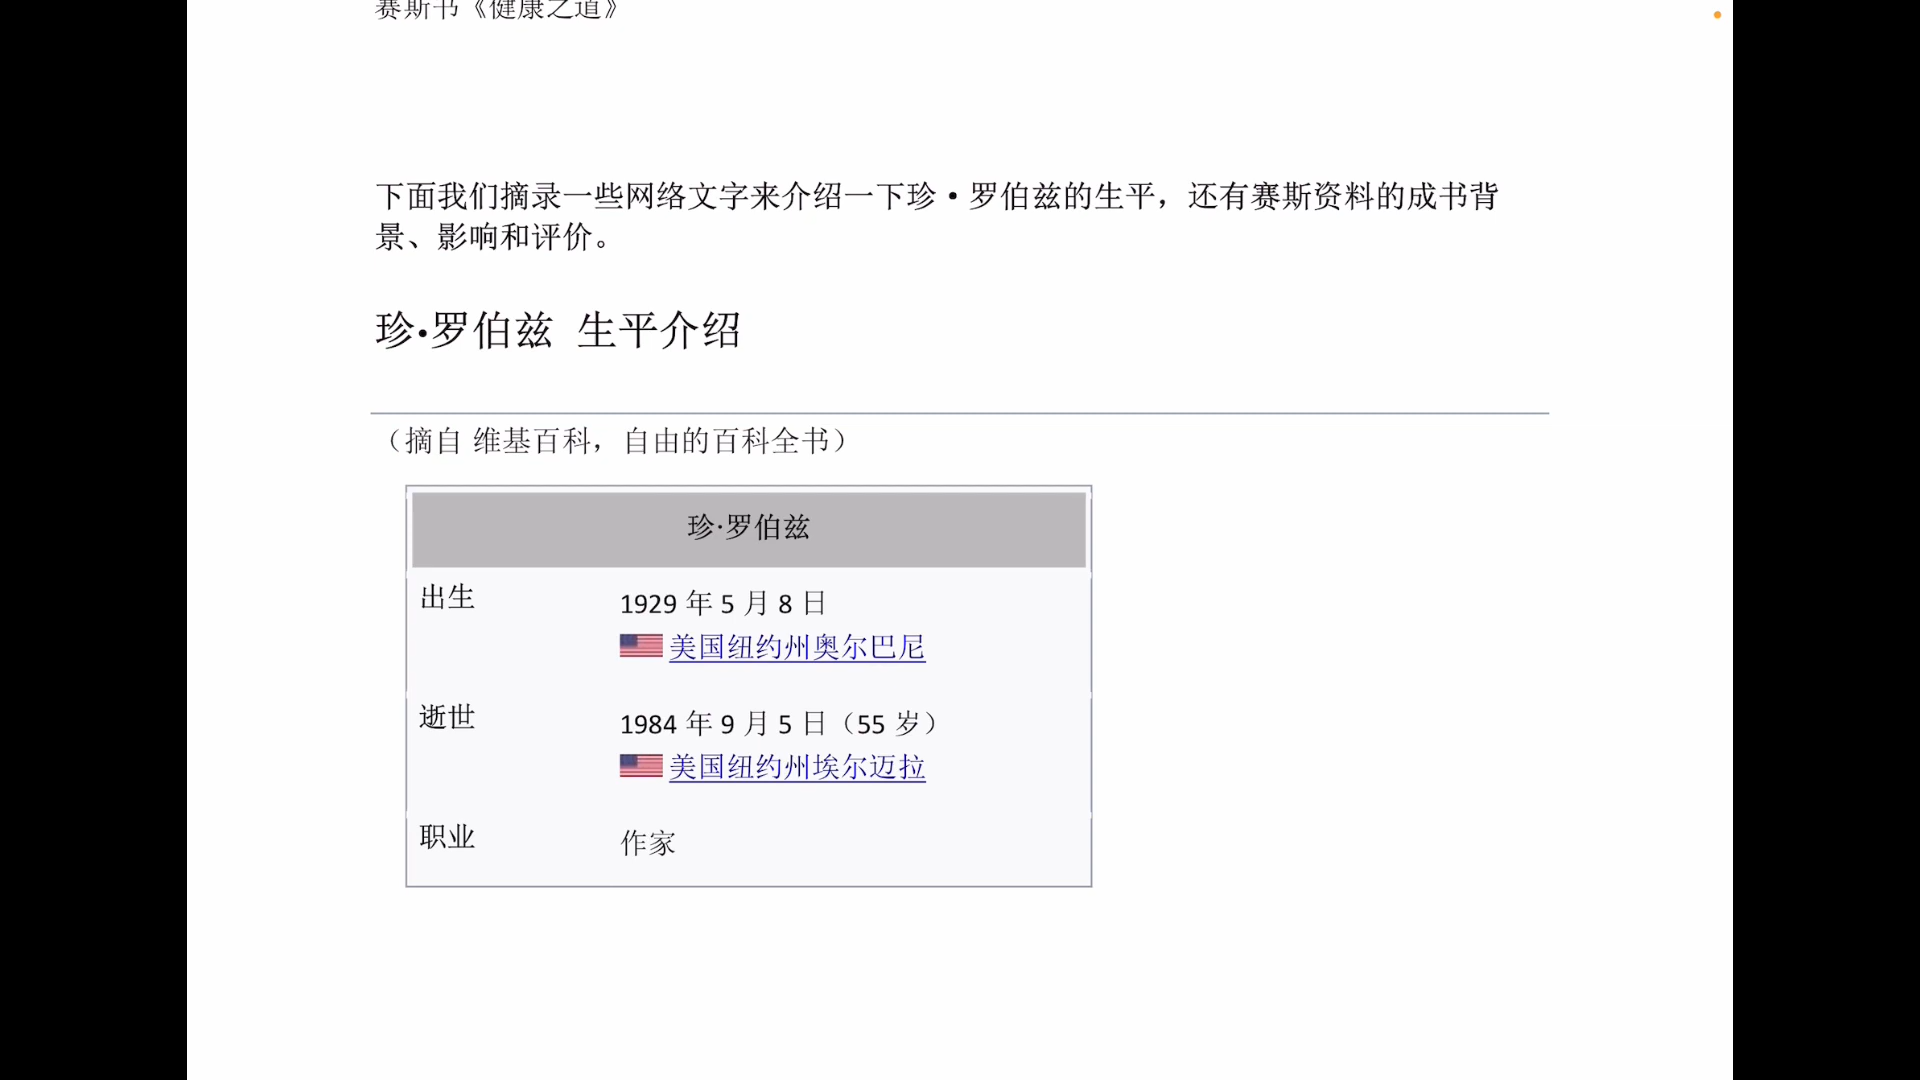 赛斯书《健康之道》
下面我们摘录一些网络文字来介绍一下珍·罗伯兹的生平，还有赛斯资料的成书背
景、影响和评价。
珍·罗伯兹 生平介绍
（摘自 维基百科，自由的百科全书）
珍·罗伯兹
出生
1929 年 5 月 8 日
美国纽约州奥尔巴尼
逝世
1984 年 9 月 5 日（55 岁）
美国纽约州埃尔迈拉
职业
作家